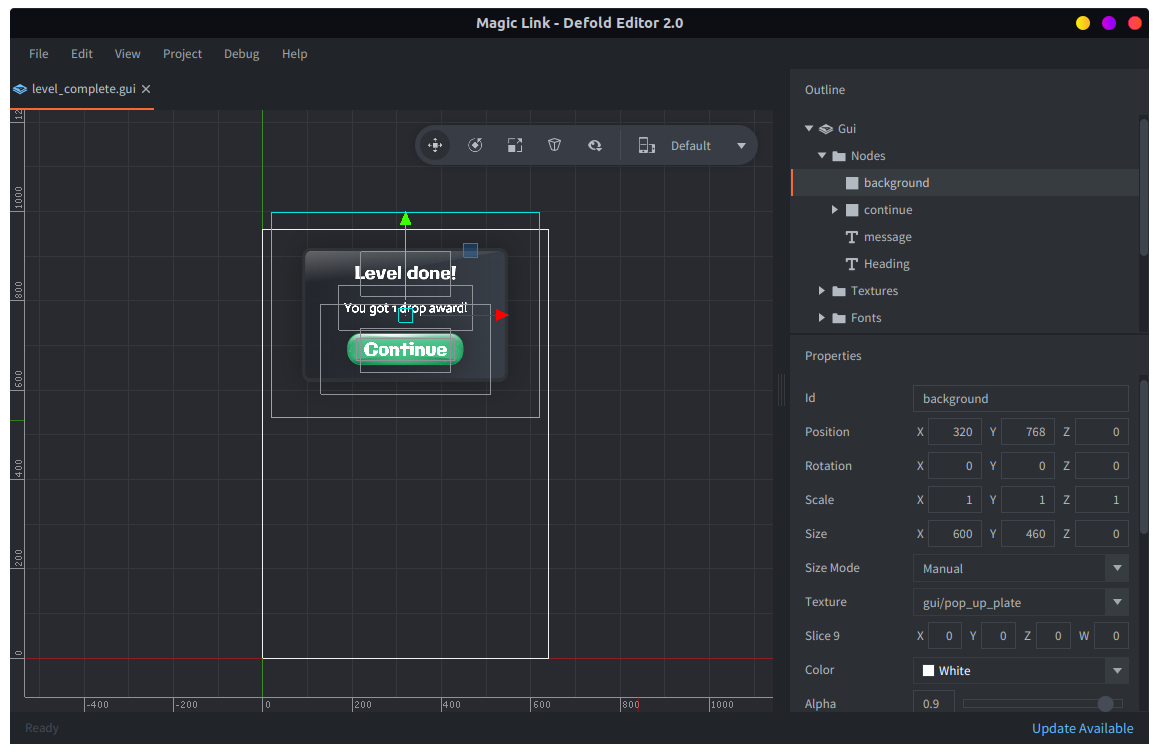 Magic Link - Defold Editor 2.0
File Edit View Project Debug Help
level_complete.gui
Default
Level done!
You got 1 drop award!
Continue
1000
800
600
400
200
0
-400 -200 0 200 400 600 800 1000
Outline
Gui
Nodes
background
continue
message
Heading
Textures
Fonts
Properties
Id background
Position X 320 Y 768 Z 0
Rotation X 0 Y 0 Z 0
Scale X 1 Y 1 Z 1
Size X 600 Y 460 Z 0
Size Mode Manual
Texture gui/pop_up_plate
Slice 9 X 0 Y 0 Z 0 W 0
Color White
Alpha 0.9
Ready
Update Available